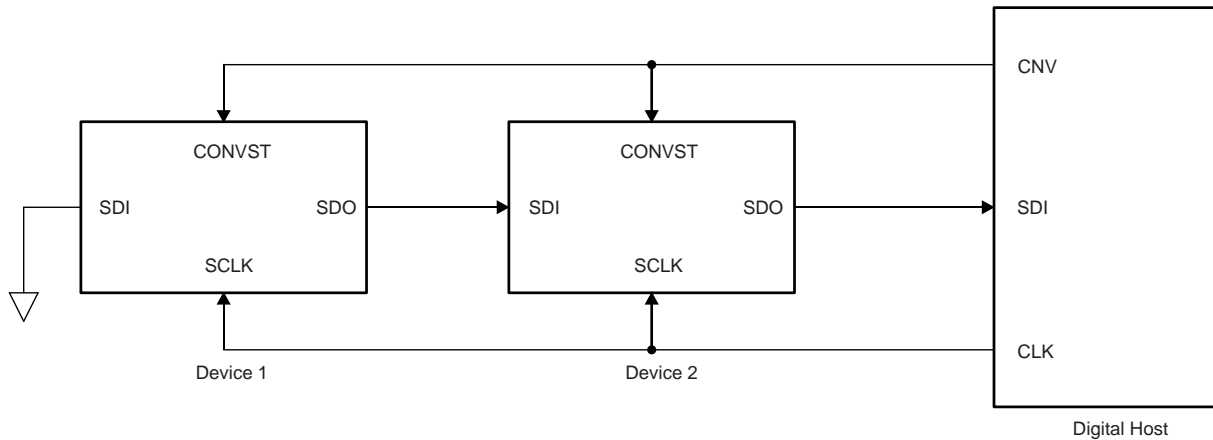 CNV
CONVST
CONVST
SDI
SDO
SDI
SDO
SDI
SCLK
SCLK
CLK
Device 1
Device 2
Digital Host